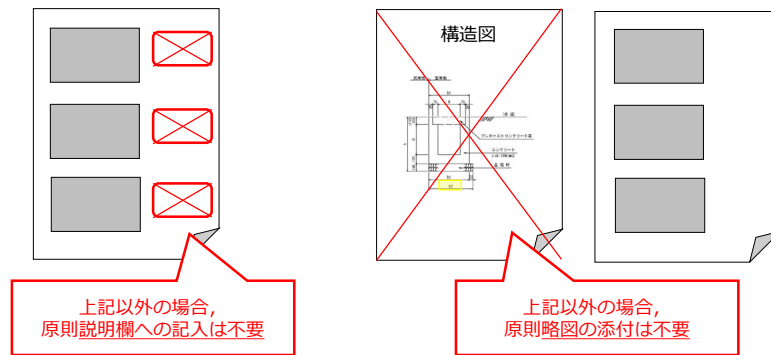 構造図
プレキャストコンクリート蓋
コンクリート
基礎材
上記以外の場合，
原則説明欄への記入は不要
上記以外の場合，
原則略図の添付は不要